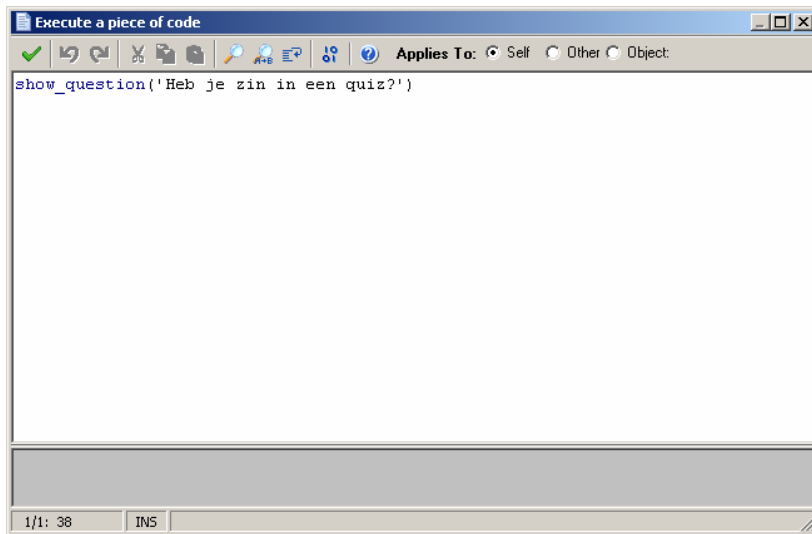 Execute a piece of code
Applies To: Self Other Object:
show_question('Heb je zin in een quiz?')
1/1: 38 INS